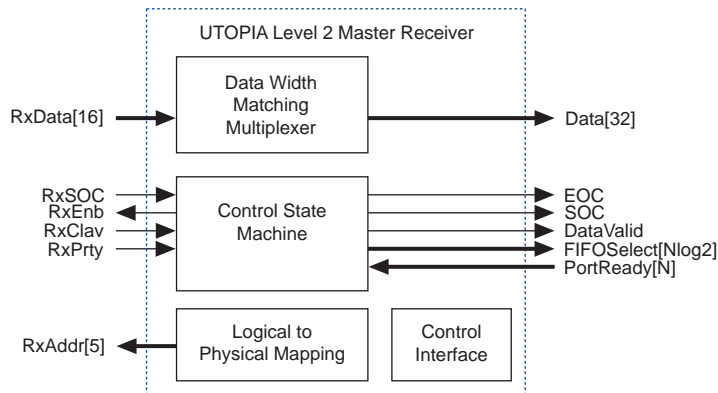 UTOPIA Level 2 Master Receiver
Data Width
Matching
Multiplexer
RxData[16]
Data[32]
RxSOC
RxEnb
RxClav
RxPrty
Control State
Machine
EOC
SOC
DataValid
FIFOSelect[Nlog2]
PortReady[N]
RxAddr[5]
Logical to
Physical Mapping
Control
Interface